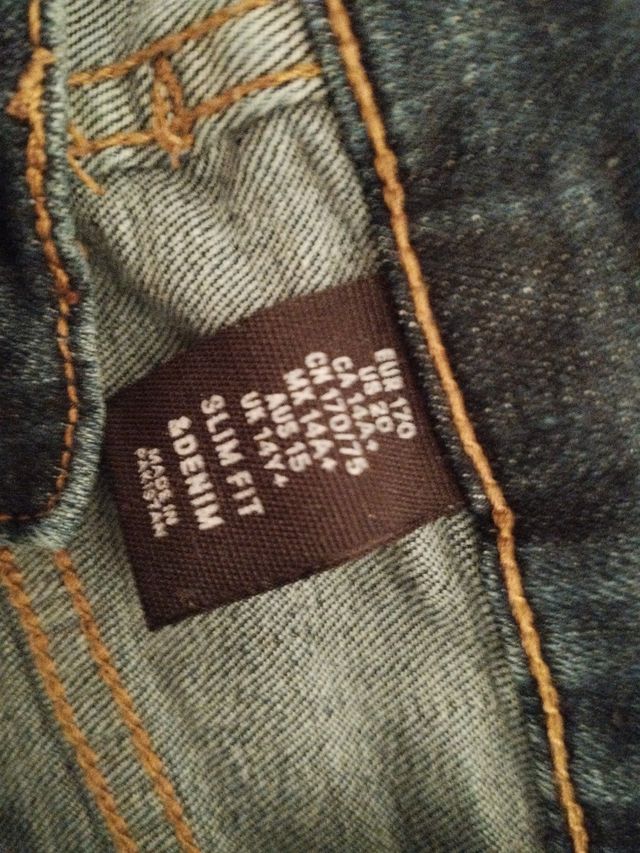 EUR 170
US 20
CA 14A+
CN 170/75
MX 14A+
AUS 15
UK 14Y+
SLIM FIT
&DENIM
MADE IN
PAKISTAN